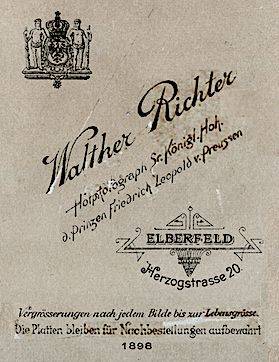 Walther Richter
Hofphotograph Sr. Königl. Hoh.
d. Prinzen Friedrich Leopold v. Preussen
ELBERFELD
Herzogstrasse 20.
Vergrösserungen nach jedem Bilde bis zur Lebensgrösse.
Die Platten bleiben für Nachbestellungen aufbewahrt
1898